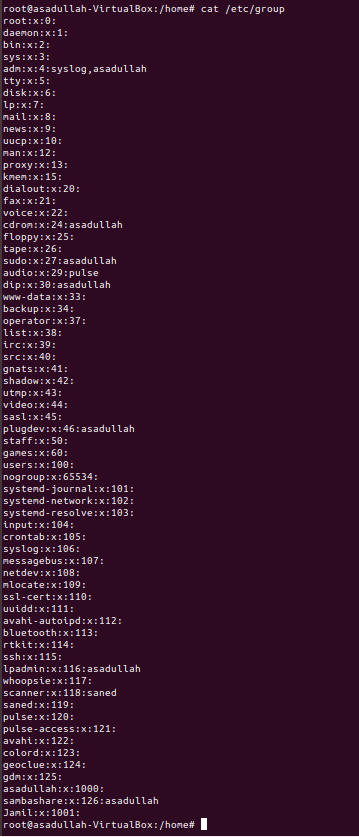 root@asadullah-VirtualBox:/home# cat /etc/group
root:x:0:
daemon:x:1:
bin:x:2:
sys:x:3:
adm:x:4:syslog,asadullah
tty:x:5:
disk:x:6:
lp:x:7:
mail:x:8:
news:x:9:
uucp:x:10:
man:x:12:
proxy:x:13:
kmem:x:15:
dialout:x:20:
fax:x:21:
voice:x:22:
cdrom:x:24:asadullah
floppy:x:25:
tape:x:26:
sudo:x:27:asadullah
audio:x:29:pulse
dip:x:30:asadullah
www-data:x:33:
backup:x:34:
operator:x:37:
list:x:38:
irc:x:39:
src:x:40:
gnats:x:41:
shadow:x:42:
utmp:x:43:
video:x:44:
sasl:x:45:
plugdev:x:46:asadullah
staff:x:50:
games:x:60:
users:x:100:
nogroup:x:65534:
systemd-journal:x:101:
systemd-network:x:102:
systemd-resolve:x:103:
input:x:104:
crontab:x:105:
syslog:x:106:
messagebus:x:107:
netdev:x:108:
mlocate:x:109:
ssl-cert:x:110:
uuidd:x:111:
avahi-autoipd:x:112:
bluetooth:x:113:
rtkit:x:114:
ssh:x:115:
lpadmin:x:116:asadullah
whoopsie:x:117:
scanner:x:118:saned
saned:x:119:
pulse:x:120:
pulse-access:x:121:
avahi:x:122:
colord:x:123:
geoclue:x:124:
gdm:x:125:
asadullah:x:1000:
sambashare:x:126:asadullah
Jamil:x:1001:
root@asadullah-VirtualBox:/home#